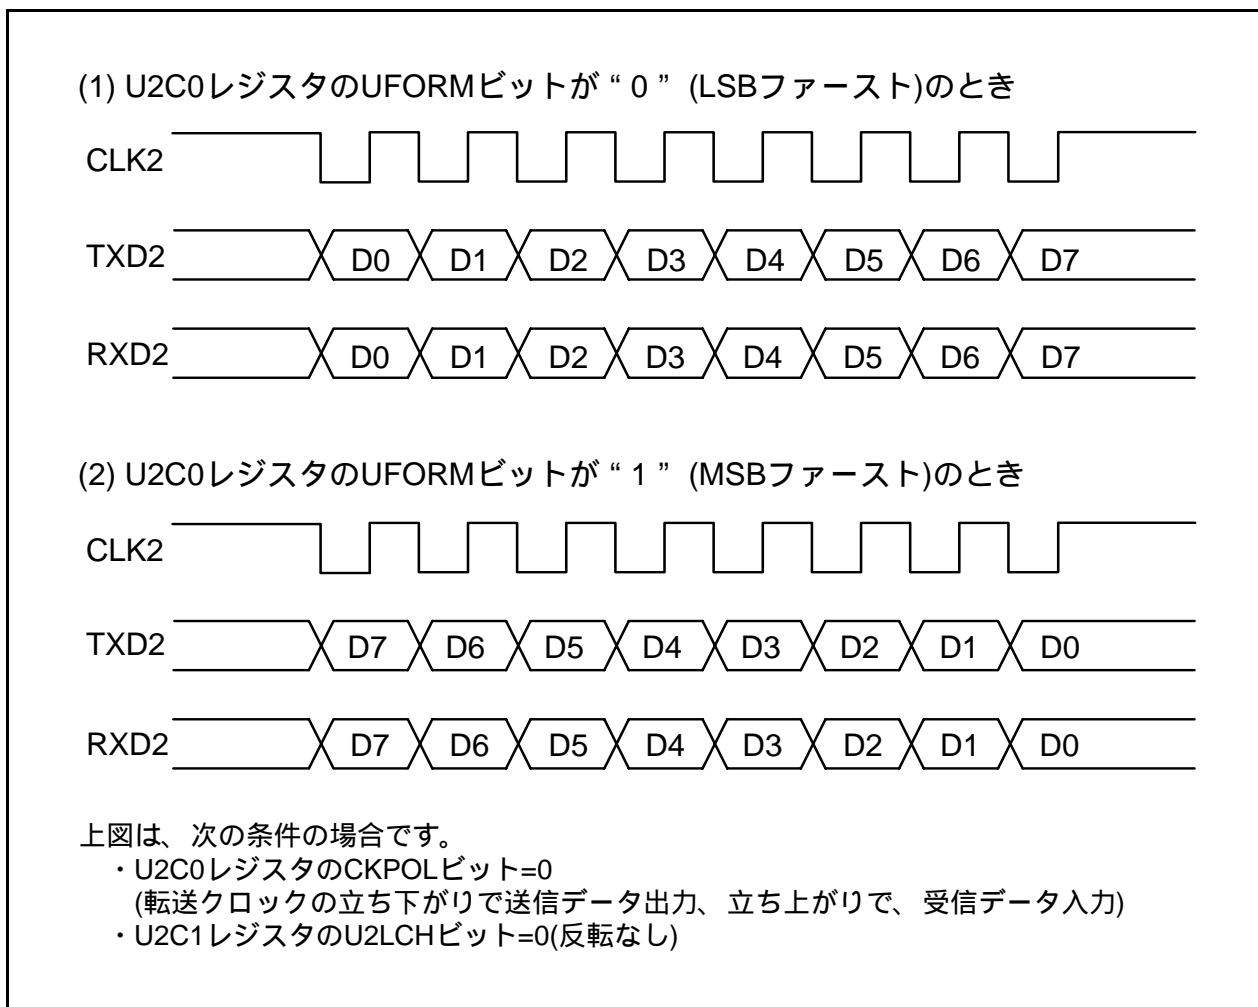 (1) U2C0レジスタのUFORMビットが“ 0 ” (LSBファースト)のとき
CLK2
TXD2 D0 D1 D2 D3 D4 D5 D6 D7
RXD2 D0 D1 D2 D3 D4 D5 D6 D7
(2) U2C0レジスタのUFORMビットが“ 1 ” (MSBファースト)のとき
CLK2
TXD2 D7 D6 D5 D4 D3 D2 D1 D0
RXD2 D7 D6 D5 D4 D3 D2 D1 D0
上図は、次の条件の場合です。
・U2C0レジスタのCKPOLビット=0
(転送クロックの立ち下がりで送信データ出力、立ち上がりで、受信データ入力)
・U2C1レジスタのU2LCHビット=0(反転なし)